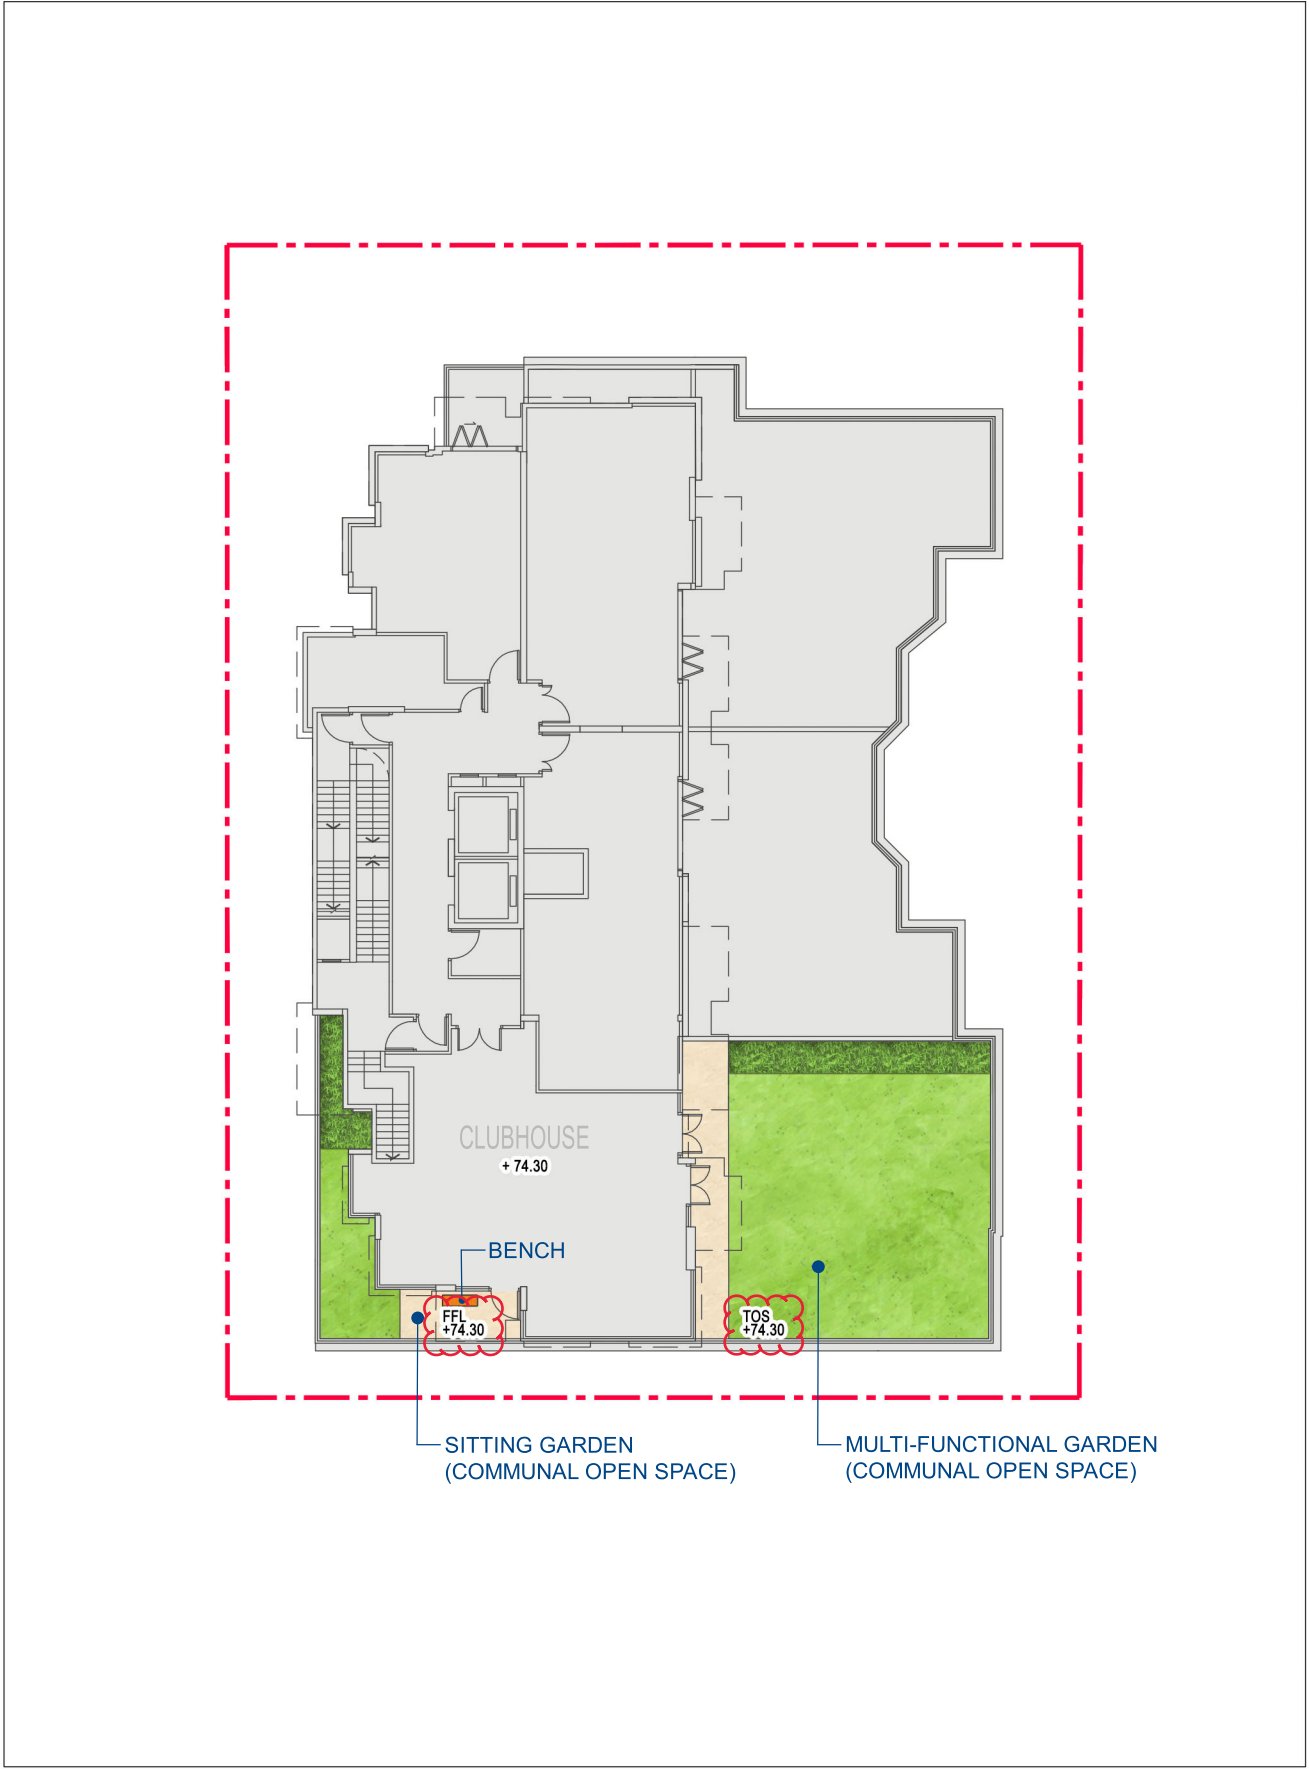 CLUBHOUSE
+ 74.30
BENCH
FFL
+74.30
TOS
+74.30
SITTING GARDEN
(COMMUNAL OPEN SPACE)
MULTI-FUNCTIONAL GARDEN
(COMMUNAL OPEN SPACE)